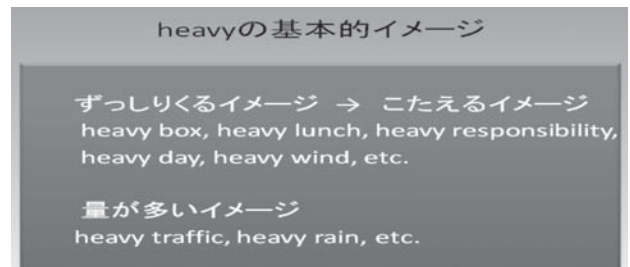 heavyの基本的イメージ
ずっしりくるイメージ → こたえるイメージ
heavy box, heavy lunch, heavy responsibility,
heavy day, heavy wind, etc.
量が多いイメージ
heavy traffic, heavy rain, etc.